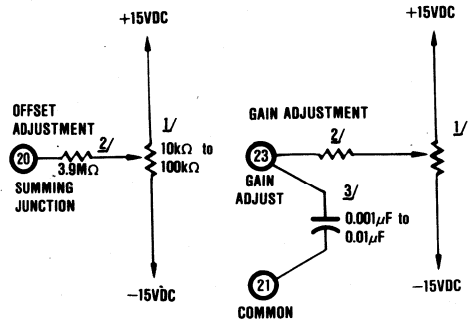 +15VDC
OFFSET
ADJUSTMENT
1/
2/
10kΩ to
100kΩ
20
3.9MΩ
SUMMING
JUNCTION
−15VDC
+15VDC
GAIN ADJUSTMENT
1/
2/
23
GAIN
ADJUST
3/
0.001μF to
0.01μF
21
COMMON
−15VDC